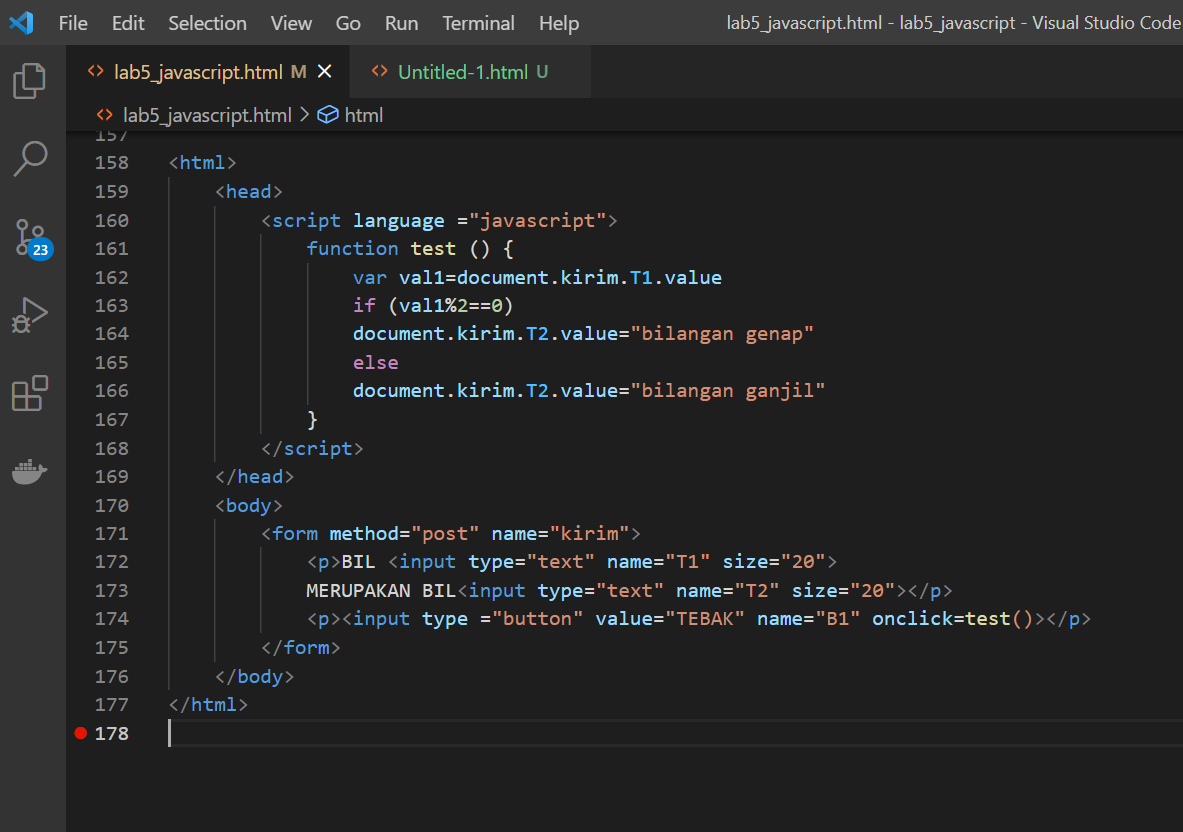 File Edit Selection View Go Run Terminal Help lab5_javascript.html - lab5_javascript - Visual Studio Code
<> lab5_javascript.html M × <> Untitled-1.html U
<> lab5_javascript.html > html
157
158 <html>
159 <head>
160 <script language ="javascript">
161 function test () {
162 var val1=document.kirim.T1.value
163 if (val1%2==0)
164 document.kirim.T2.value="bilangan genap"
165 else
166 document.kirim.T2.value="bilangan ganjil"
167 }
168 </script>
169 </head>
170 <body>
171 <form method="post" name="kirim">
172 <p>BIL <input type="text" name="T1" size="20">
173 MERUPAKAN BIL<input type="text" name="T2" size="20"></p>
174 <p><input type ="button" value="TEBAK" name="B1" onclick=test()></p>
175 </form>
176 </body>
177 </html>
178
23